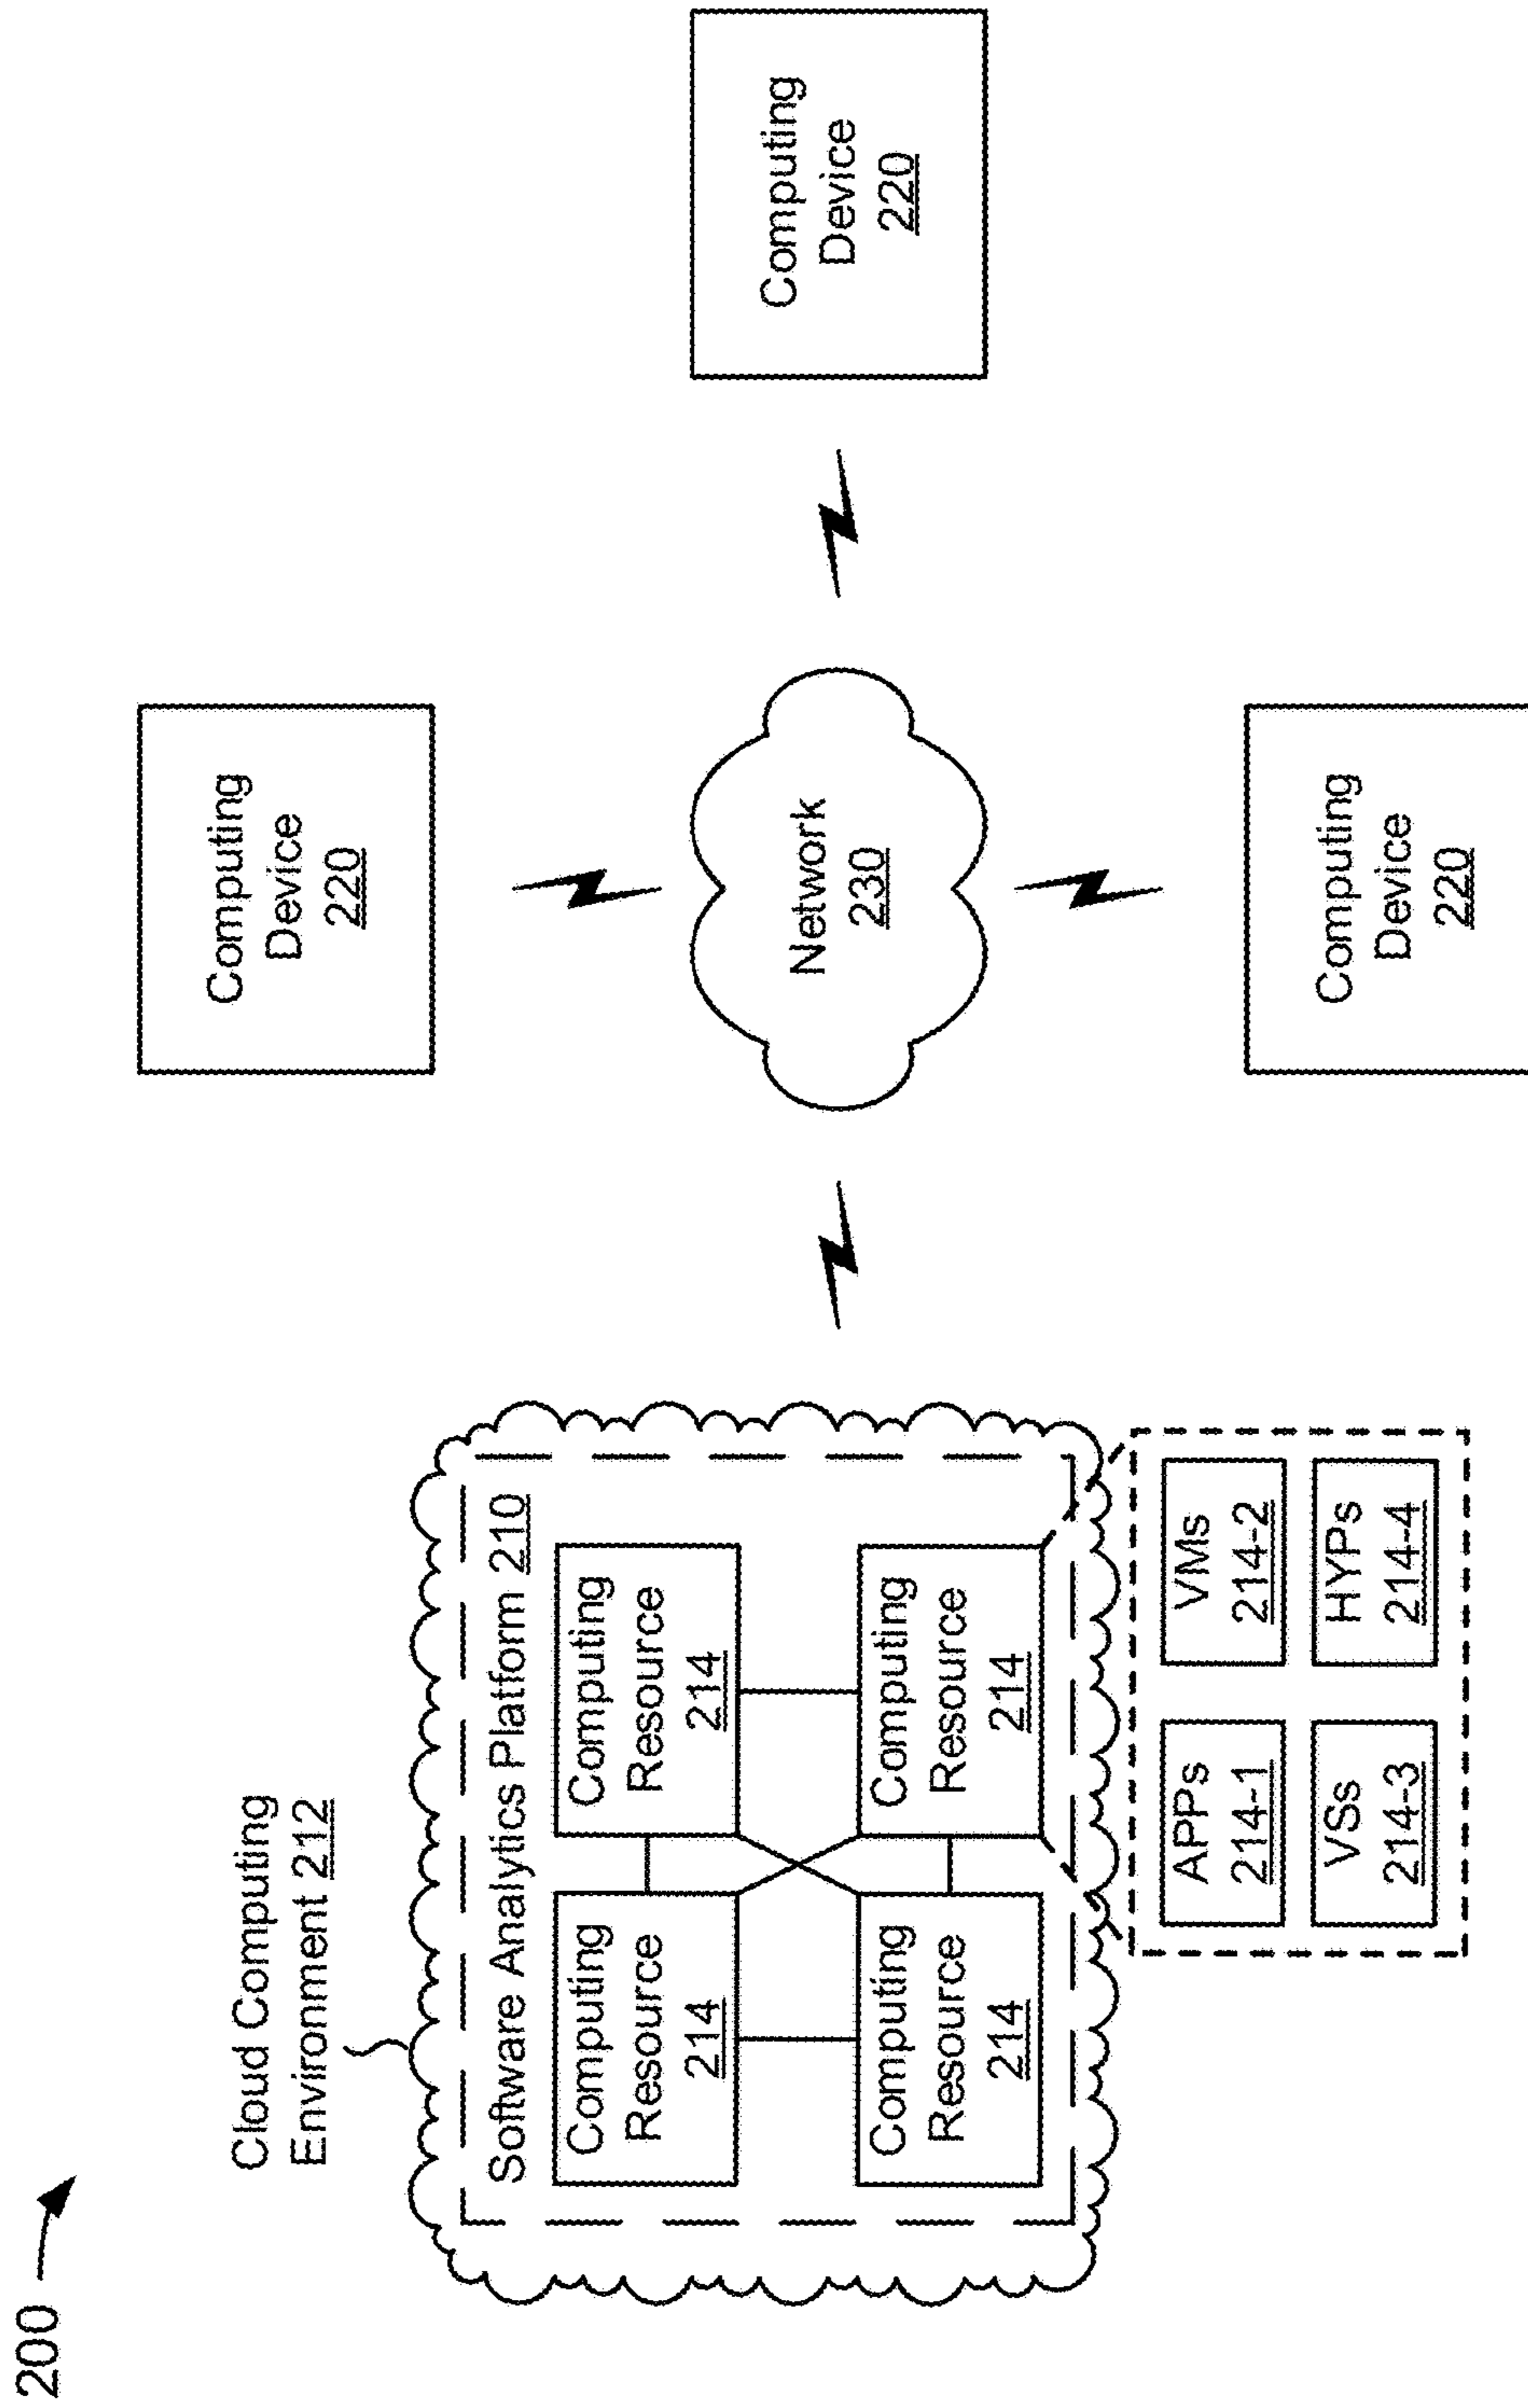 200
Cloud Computing
Environment 212
Software Analytics Platform 210
Computing
Resource
214
Computing
Resource
214
Computing
Resource
214
Computing
Resource
214
APPs
214-1
VMs
214-2
VSs
214-3
HYPs
214-4
Computing
Device
220
Network
230
Computing
Device
220
Computing
Device
220